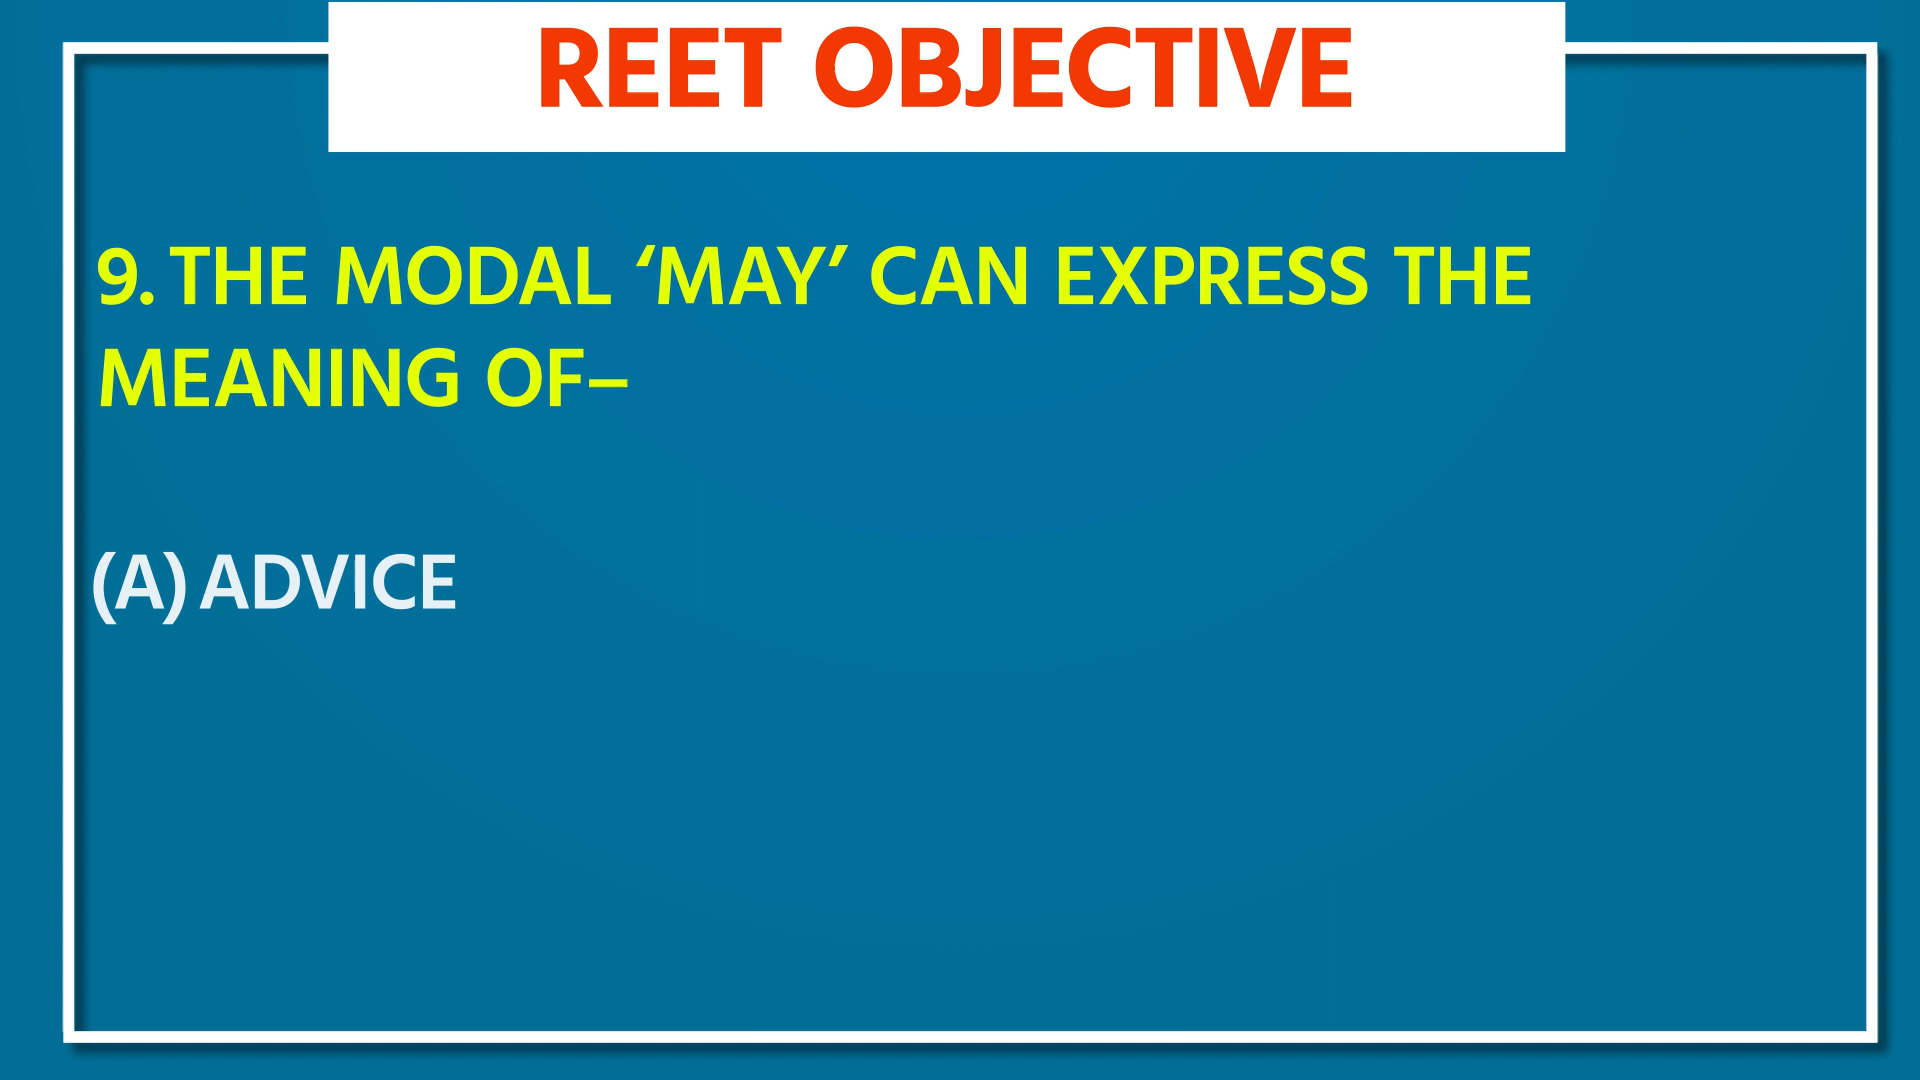 REET OBJECTIVE
9. THE MODAL ‘MAY’ CAN EXPRESS THE
MEANING OF–
(A) ADVICE